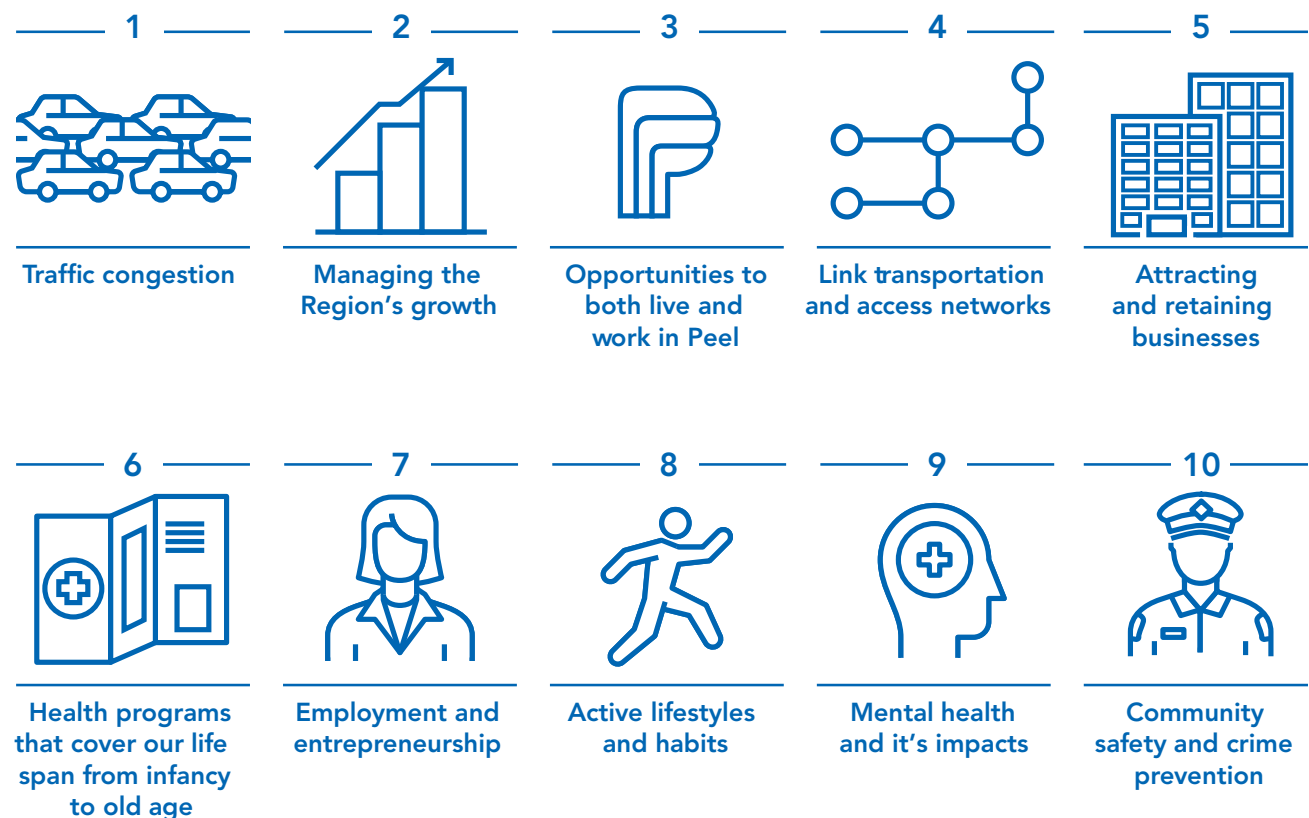 1
Traffic congestion
2
Managing the
Region's growth
3
Opportunities to
both live and
work in Peel
4
Link transportation
and access networks
5
Attracting
and retaining
businesses
6
Health programs
that cover our life
span from infancy
to old age
7
Employment and
entrepreneurship
8
Active lifestyles
and habits
9
Mental health
and it's impacts
10
Community
safety and crime
prevention